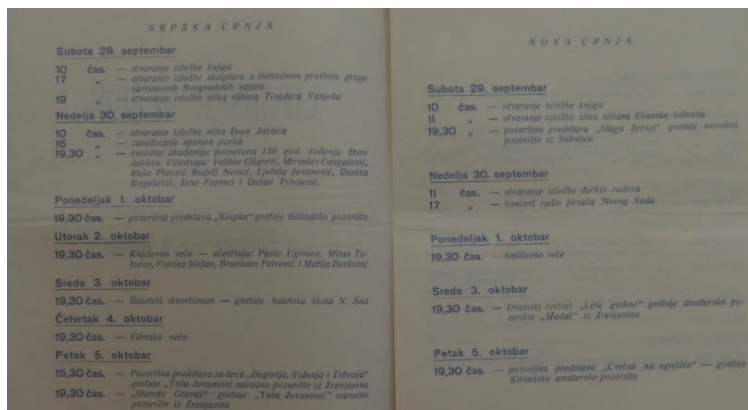 SRPSKA CRNJA
Subota 29. septembar
10 čas. — otvaranje izložbe knjiga
17 „ — otvaranje izložbe skulptura u slobodnom prostoru grupe
savremenih Beogradskih vajara
19 „ — otvaranje izložbe slika slikara Tivadara Vanjeka
Nedelja 30. septembar
10 čas. — otvaranje izložbe slika Đure Jakšića
16 „ — zasađivanje spomen parka
19,30 „ — svečana akademija posvećena 130 god. rođenja Đure
Jakšića. Učestvuju: Velibor Gligorić, Miroslav Čangalović,
Raša Plaović, Rudolf Nemet, Ljubiša Jovanović, Danica
Bogojević, Jene Ferenci i Dušan Trbojević.
Ponedeljak 1. oktobar
19,30 čas. — pozorišna predstava „Klopka" gostuje Kikindsko pozorište
Utorak 2. oktobar
19,30 čas. — Književno veče — učestvuju: Pavle Ugrinov, Milan Ta-
torov, Florika Štefan, Branislav Petrović i Matija Bećković
Sreda 3. oktobar
19,30 čas. — Baletski divertisman — gostuje baletska škola N. Sad
Četvrtak 4. oktobar
19,30 čas. — Filmsko veče
Petak 5. oktobar
15,30 čas. — Pozorišna predstava za decu „Dugonja, Vidonja i Trbonja"
gostuje „Toša Jovanović narodno pozorište iz Zrenjanina
19,30 čas. — „Stanoje Glavaš" gostuje „Toša Jovanović" narodno
pozorište iz Zrenjanina
NOVA CRNJA
Subota 29. septembar
10 čas. — otvaranje izložbe knjiga
11 „ — otvaranje izložbe slika slikara Ečanske kolonije
19,30 „ — pozorišna predstava „Sluga Jernej" gostuje narodno
pozorište iz Subotice
Nedelja 30. septembar
11 čas. — otvaranje izložbe đačkih radova
17 „ — koncert radio pevača Novog Sada
Ponedeljak 1. oktobar
19,30 čas. — književno veče
Sreda 3. oktobar
19,30 čas. — Dramski recital „Lete godine" gostuje amatersko po-
zorište „Madač" iz Zrenjanina
Petak 5. oktobar
19,30 čas. — pozorišna predstava „Cvrčak na ognjištu" — gostuje
Kikindsko amatersko pozorište